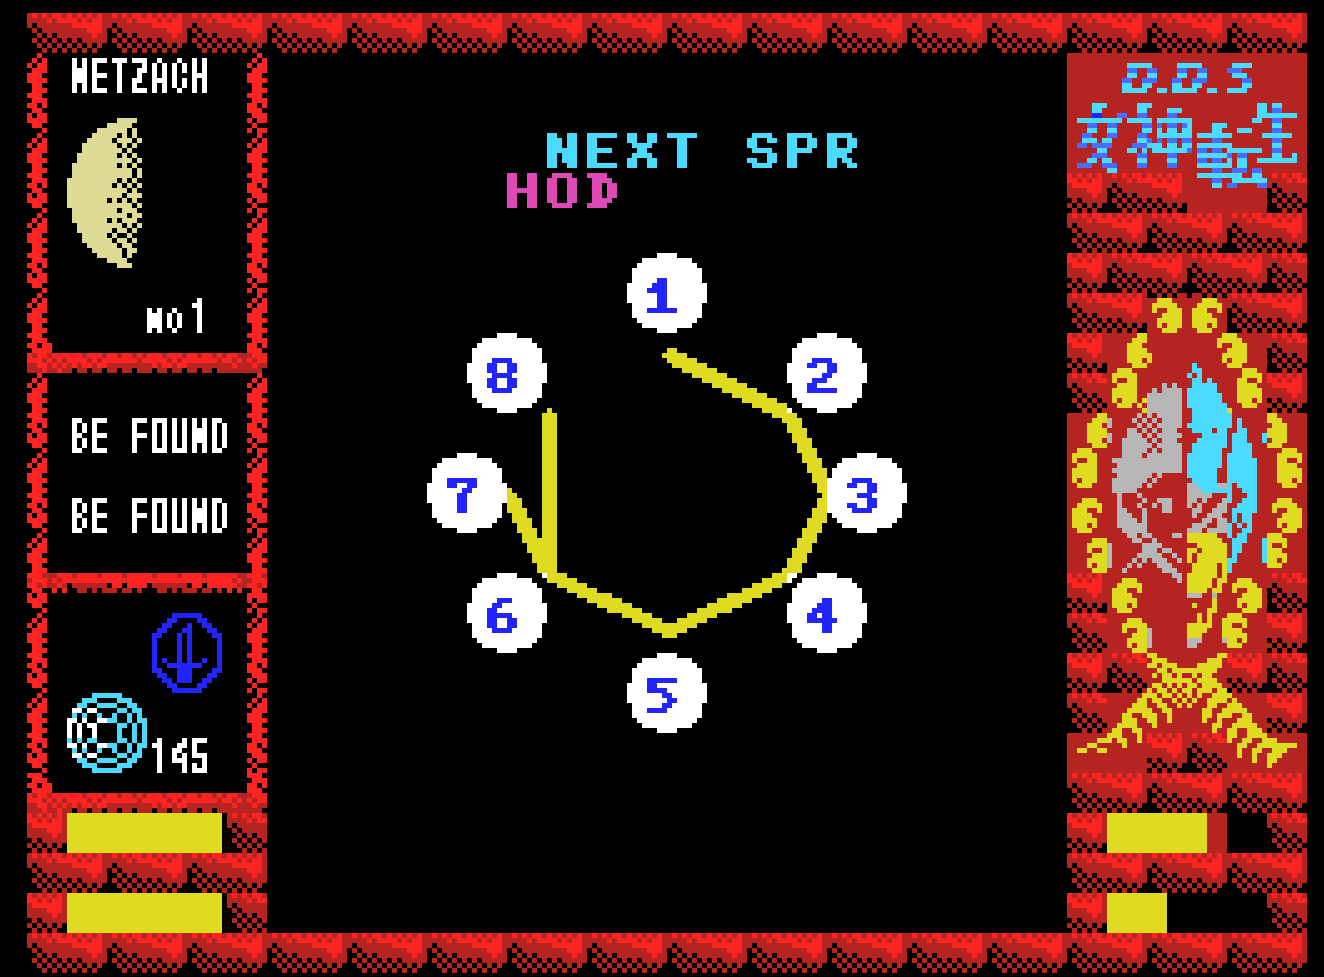 NETZACH
No1
BE FOUND
BE FOUND
145
NEXT SPR
HOD
1
2
3
4
5
6
7
8
D.D.S
女神転生